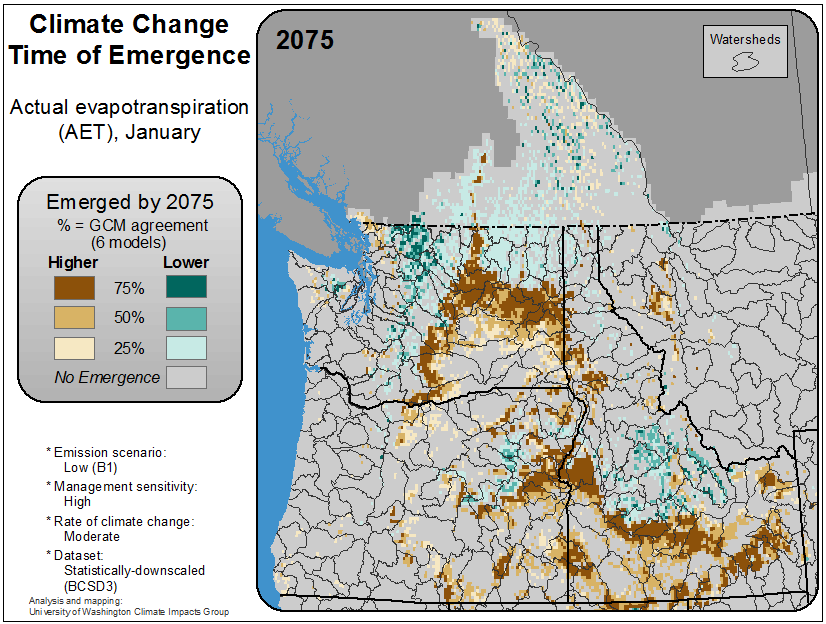 Climate Change
Time of Emergence
Actual evapotranspiration
(AET), January
Emerged by 2075
% = GCM agreement
(6 models)
Higher Lower
75%
50%
25%
No Emergence
* Emission scenario:
Low (B1)
* Management sensitivity:
High
* Rate of climate change:
Moderate
* Dataset:
Statistically-downscaled
(BCSD3)
Analysis and mapping:
University of Washington Climate Impacts Group
2075
Watersheds